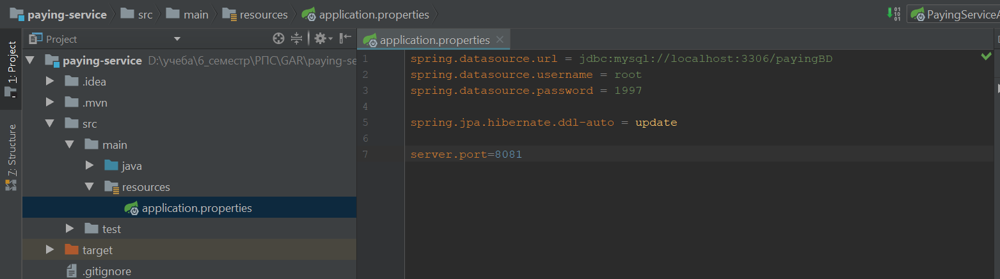 paying-service src main resources application.properties
PayingServiceA
1: Project
7: Structure
Project
paying-service D:\учеба\6_семестр\РПС\GAR\paying-se
.idea
.mvn
src
main
java
resources
application.properties
test
target
.gitignore
application.properties
1 spring.datasource.url = jdbc:mysql://localhost:3306/payingBD
2 spring.datasource.username = root
3 spring.datasource.password = 1997
4
5 spring.jpa.hibernate.ddl-auto = update
6
7 server.port=8081